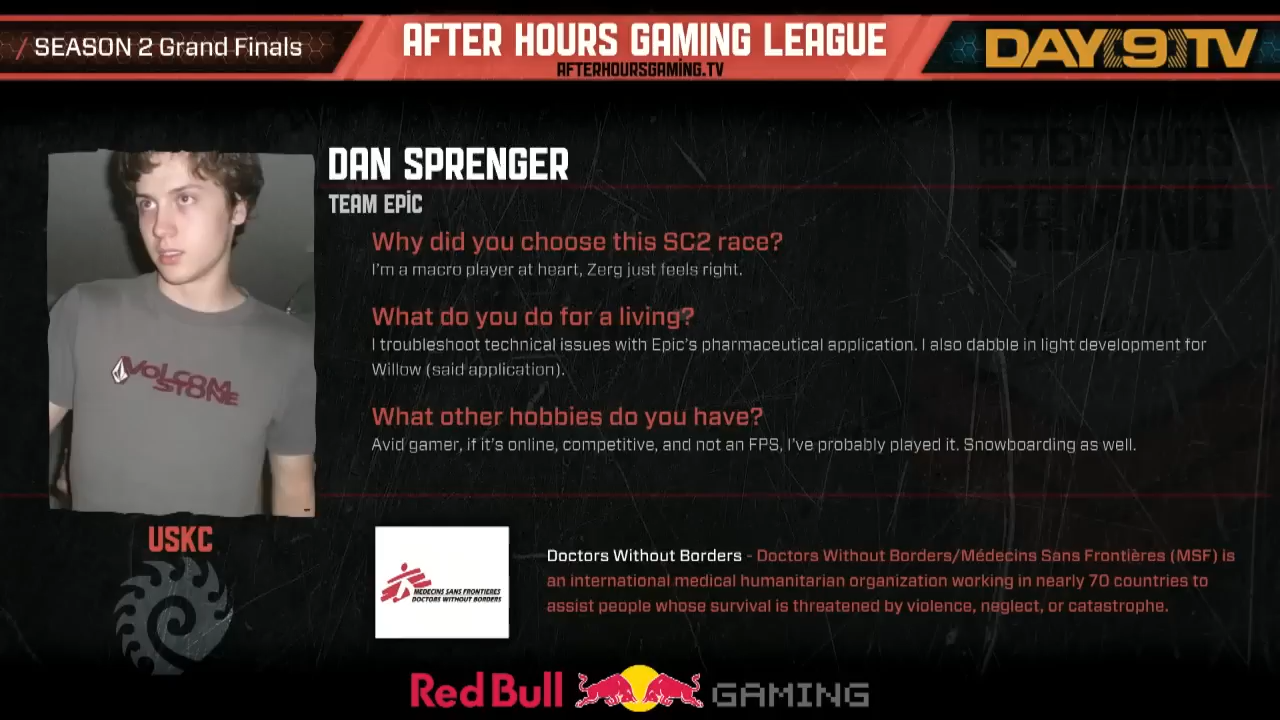 / SEASON 2 Grand Finals
AFTER HOURS GAMING LEAGUE
AFTERHOURSGAMING.TV
DAY[9]TV
AFTER HOURS
GAMING
DAN SPRENGER
TEAM EPIC
Why did you choose this SC2 race?
I'm a macro player at heart, Zerg just feels right.
What do you do for a living?
I troubleshoot technical issues with Epic's pharmaceutical application. I also dabble in light development for
Willow (said application).
What other hobbies do you have?
Avid gamer, if it's online, competitive, and not an FPS, I've probably played it. Snowboarding as well.
VOLCOM
STONE
USKC
MEDECINS SANS FRONTIERES
DOCTORS WITHOUT BORDERS
Doctors Without Borders - Doctors Without Borders/Médecins Sans Frontières (MSF) is
an international medical humanitarian organization working in nearly 70 countries to
assist people whose survival is threatened by violence, neglect, or catastrophe.
Red Bull GAMING